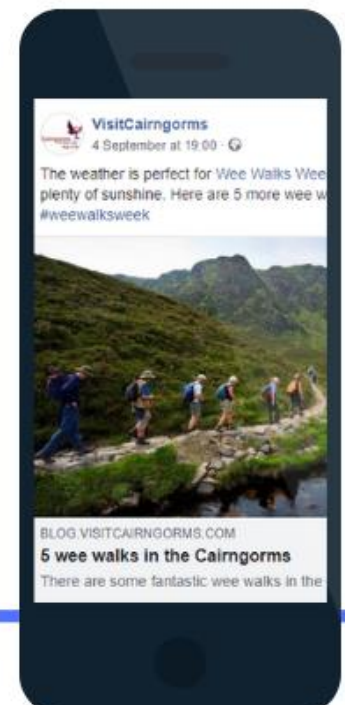 VisitCairngorms
4 September at 19:00 ·
The weather is perfect for Wee Walks Wee
plenty of sunshine. Here are 5 more wee w
#weewalksweek
BLOG.VISITCAIRNGORMS.COM
5 wee walks in the Cairngorms
There are some fantastic wee walks in the